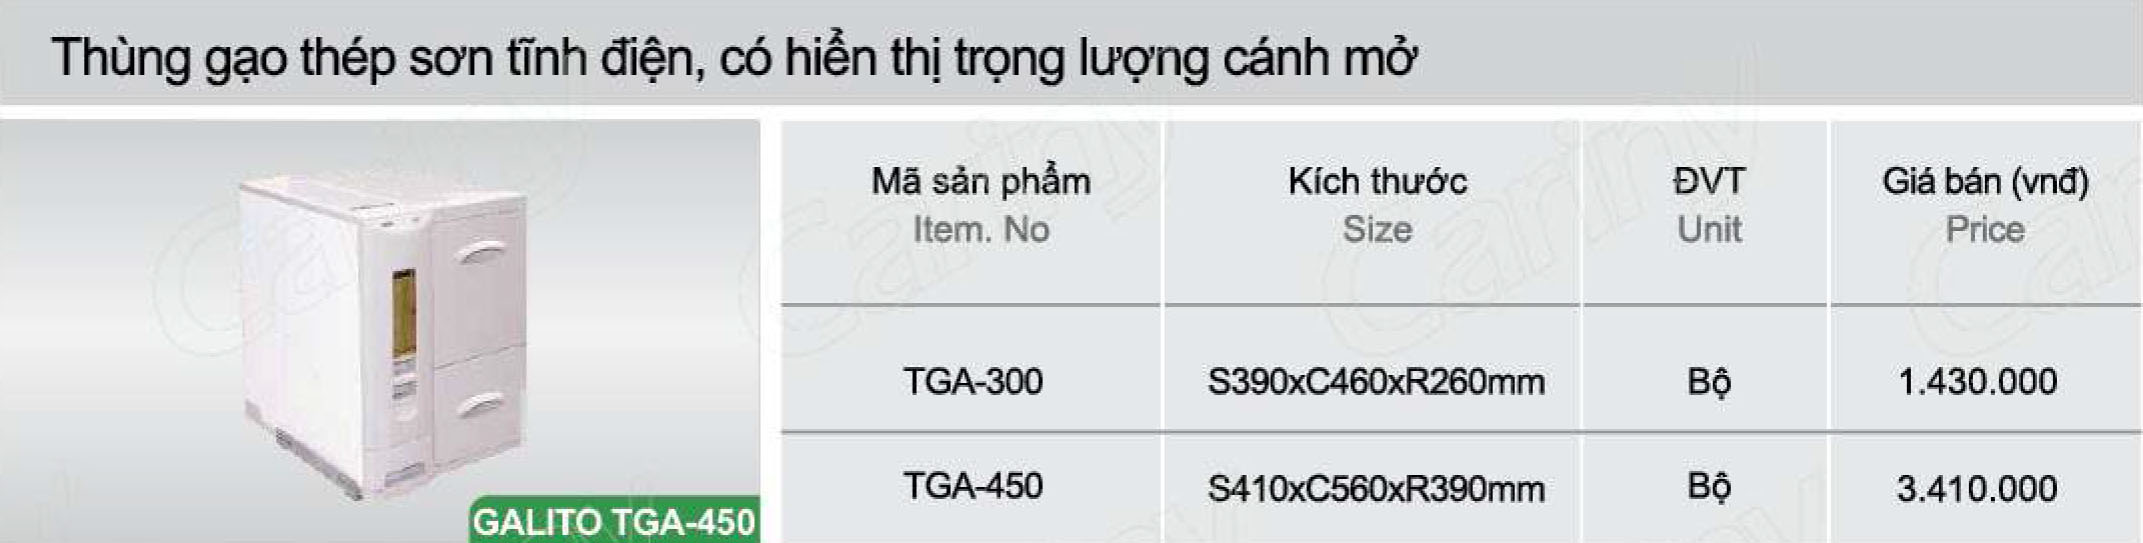 Thùng gạo thép sơn tĩnh điện, có hiển thị trọng lượng cánh mở
Mã sản phẩm Kích thước ĐVT Giá bán (vnđ)
Item. No Size Unit Price
TGA-300 S390xC460xR260mm Bộ 1.430.000
TGA-450 S410xC560xR390mm Bộ 3.410.000
GALITO TGA-450